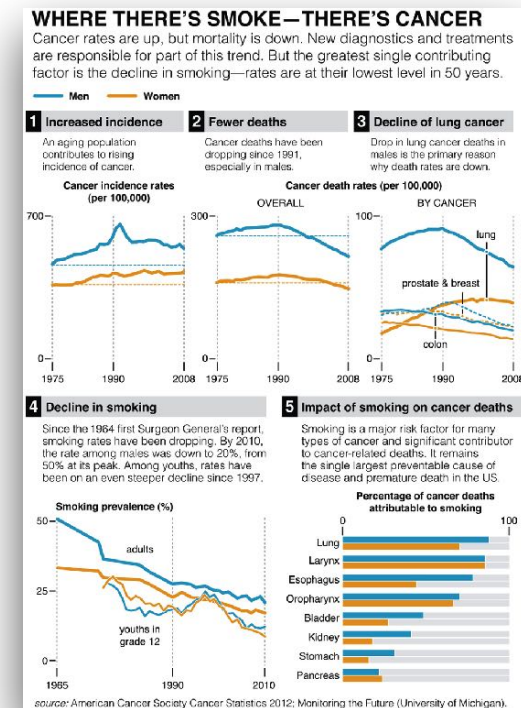 WHERE THERE'S SMOKE—THERE'S CANCER
Cancer rates are up, but mortality is down. New diagnostics and treatments
are responsible for part of this trend. But the greatest single contributing
factor is the decline in smoking—rates are at their lowest level in 50 years.
Men Women
1 Increased incidence
An aging population
contributes to rising
incidence of cancer.
Cancer incidence rates
(per 100,000)
700
0
1975 1990 2008
2 Fewer deaths
Cancer deaths have been
dropping since 1991,
especially in males.
3 Decline of lung cancer
Drop in lung cancer deaths in
males is the primary reason
why death rates are down.
Cancer death rates (per 100,000)
OVERALL
300
0
1975 1990 2008
BY CANCER
100
lung
prostate & breast
colon
0
1975 1990 2008
4 Decline in smoking
Since the 1964 first Surgeon General's report,
smoking rates have been dropping. By 2010,
the rate among males was down to 20%, from
50% at its peak. Among youths, rates have
been on an even steeper decline since 1997.
Smoking prevalence (%)
50
adults
25
youths in
grade 12
0
1965 1990 2010
5 Impact of smoking on cancer deaths
Smoking is a major risk factor for many
types of cancer and significant contributor
to cancer-related deaths. It remains
the single largest preventable cause of
disease and premature death in the US.
Percentage of cancer deaths
attributable to smoking
0 100
Lung
Larynx
Esophagus
Oropharynx
Bladder
Kidney
Stomach
Pancreas
source: American Cancer Society Cancer Statistics 2012; Monitoring the Future (University of Michigan).